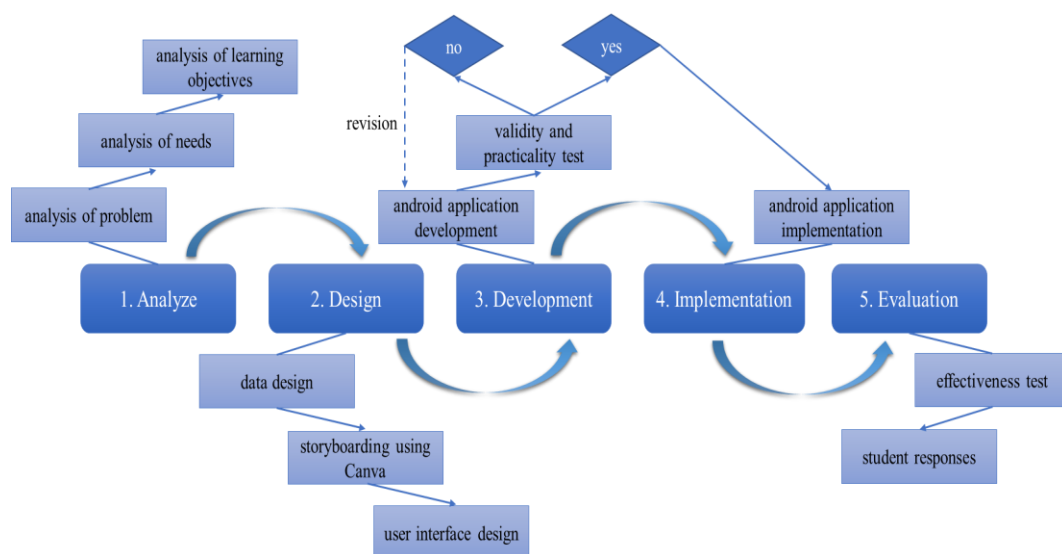 analysis of learning
objectives
no
yes
analysis of needs
revision
validity and
practicality test
analysis of problem
android application
development
android application
implementation
1. Analyze
2. Design
3. Development
4. Implementation
5. Evaluation
data design
effectiveness test
storyboarding using
Canva
student responses
user interface design